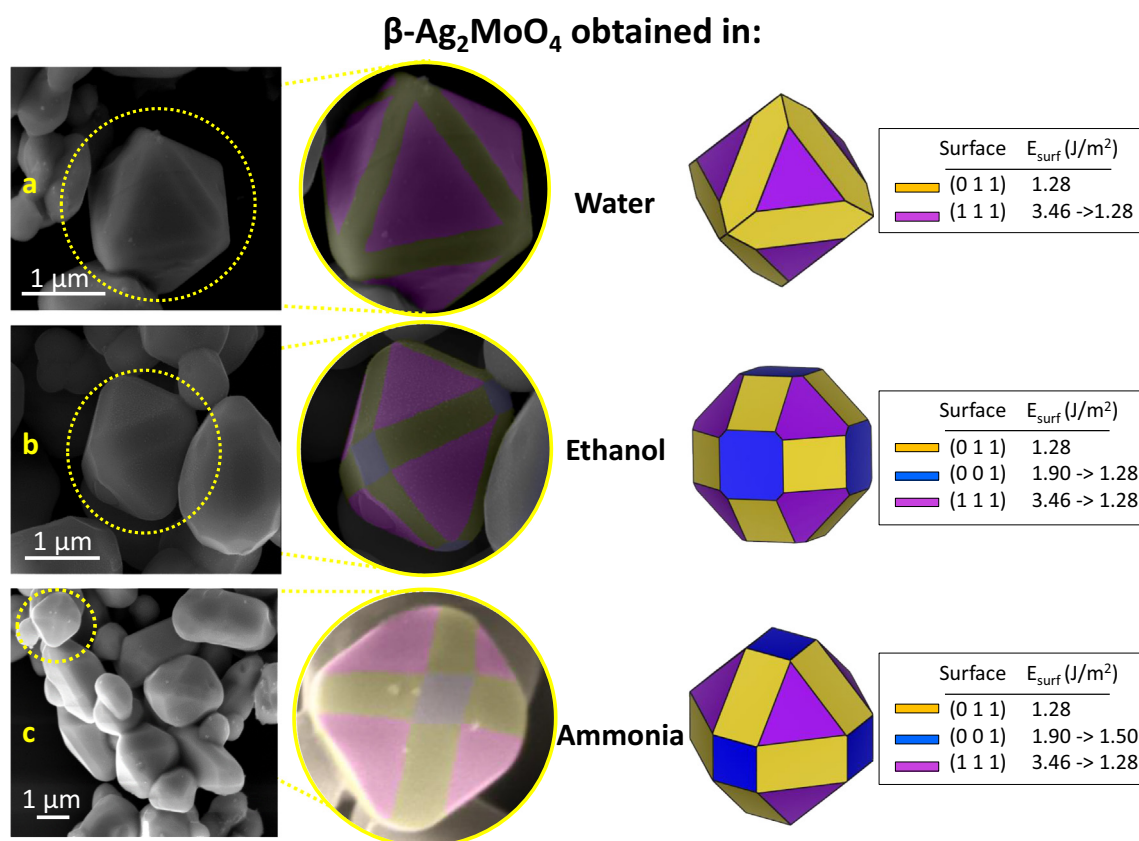 β-Ag₂MoO₄ obtained in:
a
1 μm
Water
Surface E_surf (J/m²)
(0 1 1) 1.28
(1 1 1) 3.46 ->1.28
b
1 μm
Ethanol
Surface E_surf (J/m²)
(0 1 1) 1.28
(0 0 1) 1.90 -> 1.28
(1 1 1) 3.46 -> 1.28
c
1 μm
Ammonia
Surface E_surf (J/m²)
(0 1 1) 1.28
(0 0 1) 1.90 -> 1.50
(1 1 1) 3.46 -> 1.28